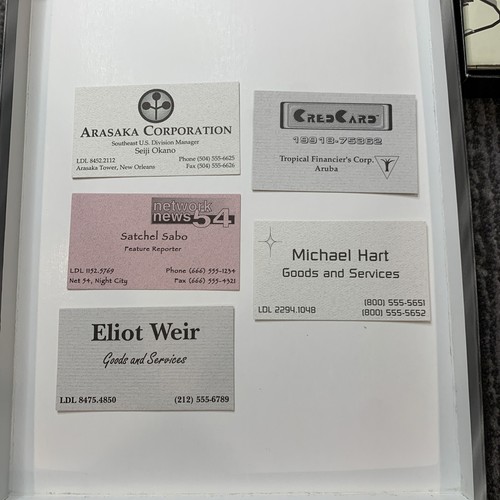 ARASAKA CORPORATION
Southeast U.S. Division Manager
Seiji Okano
LDL 8452.2112 Phone (504) 555-6625
Arasaka Tower, New Orleans Fax (504) 555-6626
CREDCARD
19918-75362
Tropical Financier's Corp.
Aruba
network
news 54
Satchel Sabo
Feature Reporter
LDL 1152.5769 Phone (666) 555-1234
Net 54, Night City Fax (666) 555-4321
Michael Hart
Goods and Services
(800) 555-5651
LDL 2294.1048 (800) 555-5652
Eliot Weir
Goods and Services
LDL 8475.4850 (212) 555-6789